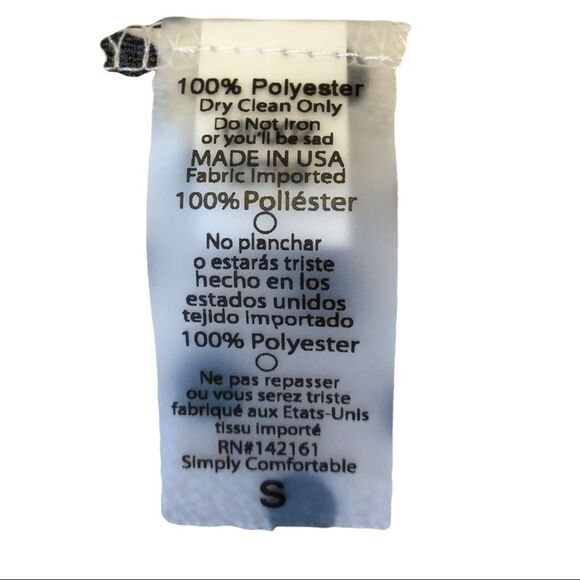 100% Polyester
Dry Clean Only
Do Not Iron
or you'll be sad
MADE IN USA
Fabric Imported
100% Poliéster
No planchar
o estarás triste
hecho en los
estados unidos
tejido importado
100% Polyester
Ne pas repasser
ou vous serez triste
fabriqué aux Etats-Unis
tissu importé
RN#142161
Simply Comfortable
S